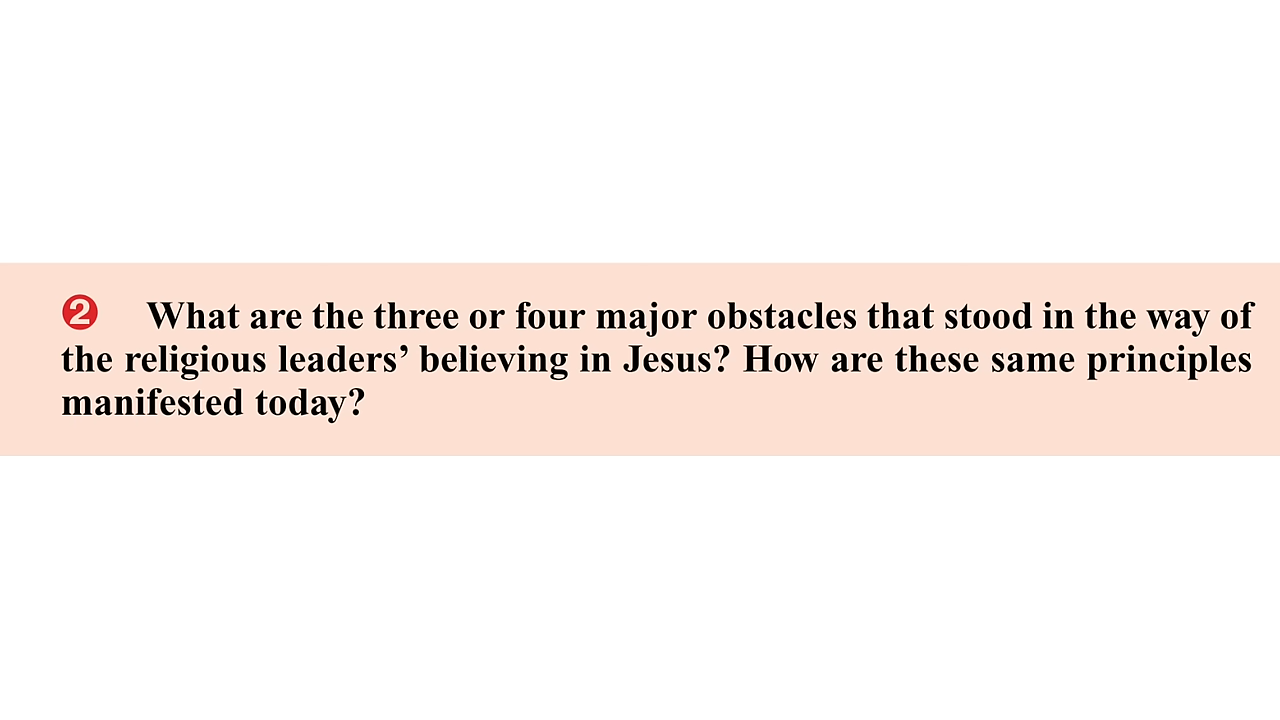 ❷ What are the three or four major obstacles that stood in the way of
the religious leaders’ believing in Jesus? How are these same principles
manifested today?